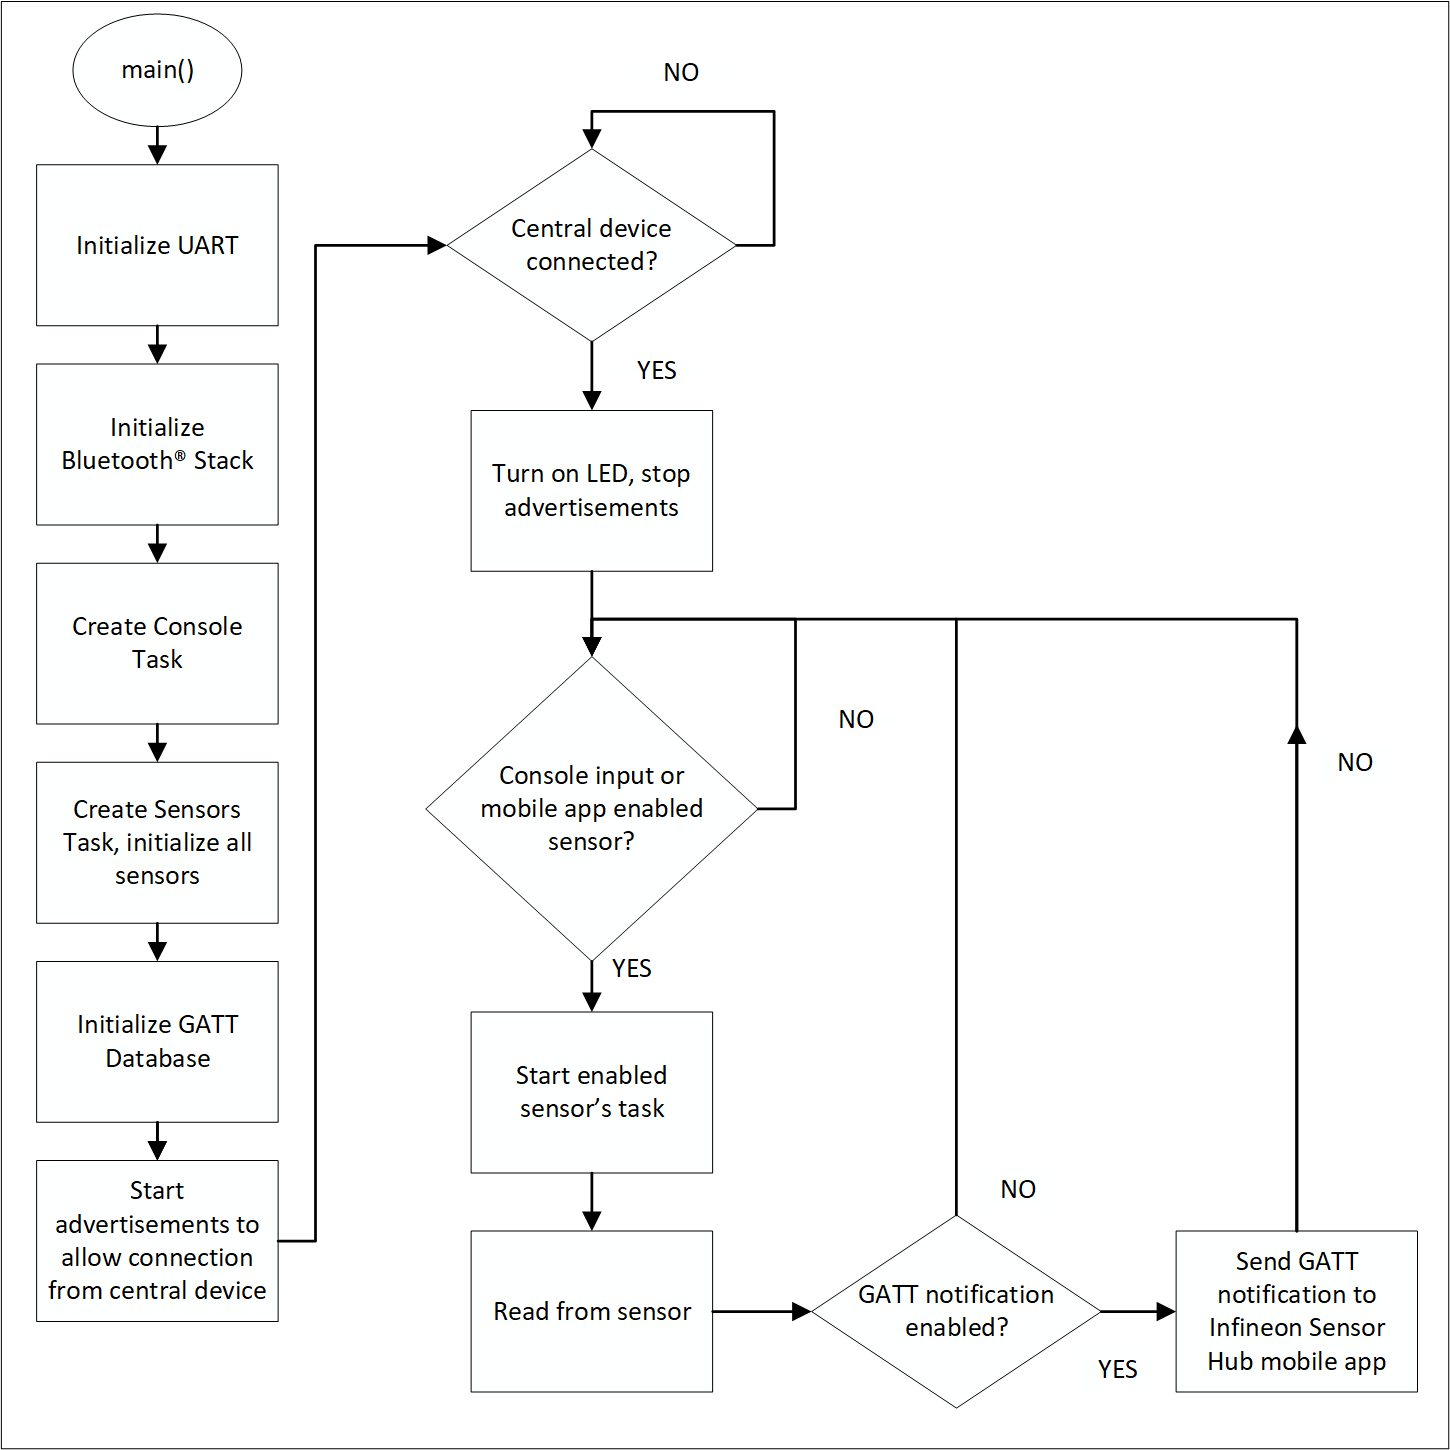 main()
Initialize UART
Initialize
Bluetooth® Stack
Create Console
Task
Create Sensors
Task, initialize all
sensors
Initialize GATT
Database
Start
advertisements to
allow connection
from central device
NO
Central device
connected?
YES
Turn on LED, stop
advertisements
Console input or
mobile app enabled
sensor?
NO
YES
Start enabled
sensor’s task
Read from sensor
GATT notification
enabled?
NO
YES
Send GATT
notification to
Infineon Sensor
Hub mobile app
NO